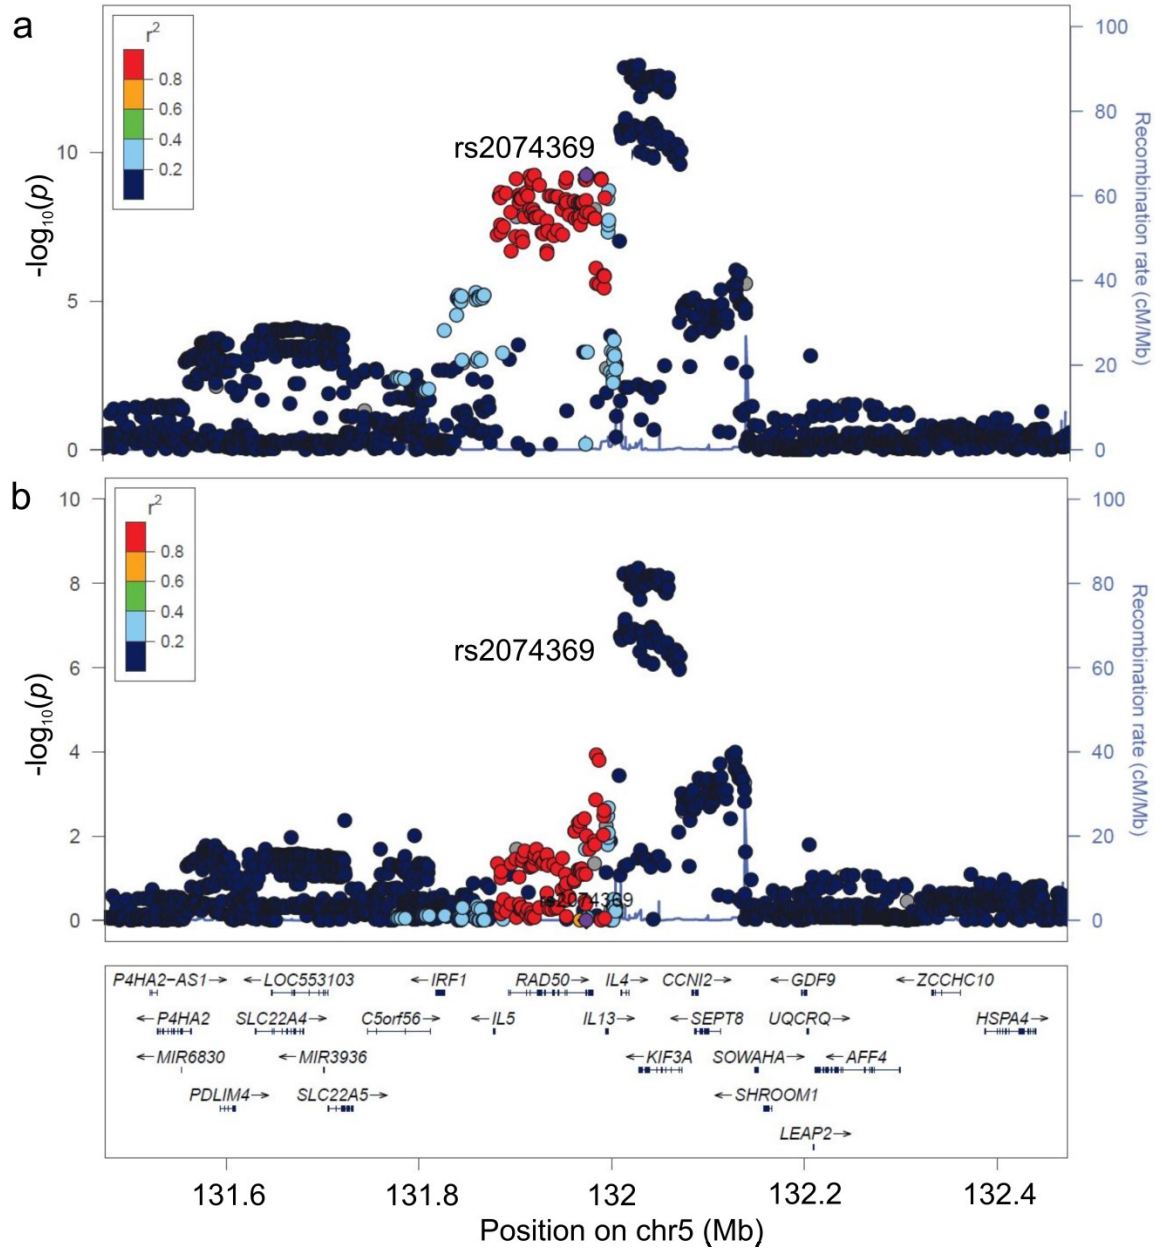 a
r²
0.8
0.6
0.4
0.2
rs2074369
10
5
0
-log₁₀(p)
100
80
60
40
20
0
Recombination rate (cM/Mb)
b
r²
0.8
0.6
0.4
0.2
rs2074369
rs2074369
10
8
6
4
2
0
-log₁₀(p)
100
80
60
40
20
0
Recombination rate (cM/Mb)
P4HA2−AS1→ ←LOC553103 ←IRF1 RAD50→ IL4→ CCNI2→ ←GDF9 ←ZCCHC10
←P4HA2 SLC22A4→ C5orf56→ ←IL5 IL13→ ←SEPT8 UQCRQ→ HSPA4→
←MIR6830 ←MIR3936 ←KIF3A SOWAHA→ ←AFF4
PDLIM4→ SLC22A5→ ←SHROOM1
LEAP2→
131.6 131.8 132 132.2 132.4
Position on chr5 (Mb)